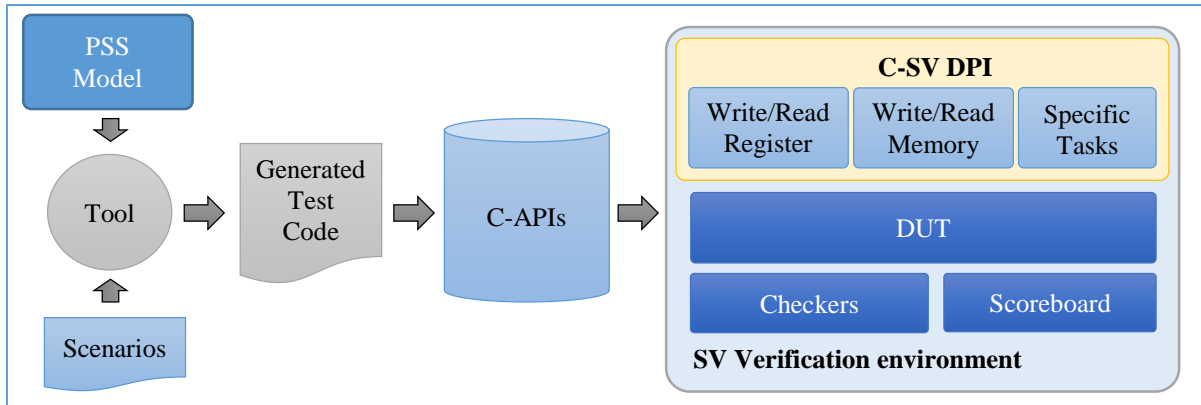 PSS
Model
Tool
Scenarios
Generated
Test
Code
C-APIs
C-SV DPI
Write/Read
Register
Write/Read
Memory
Specific
Tasks
DUT
Checkers
Scoreboard
SV Verification environment